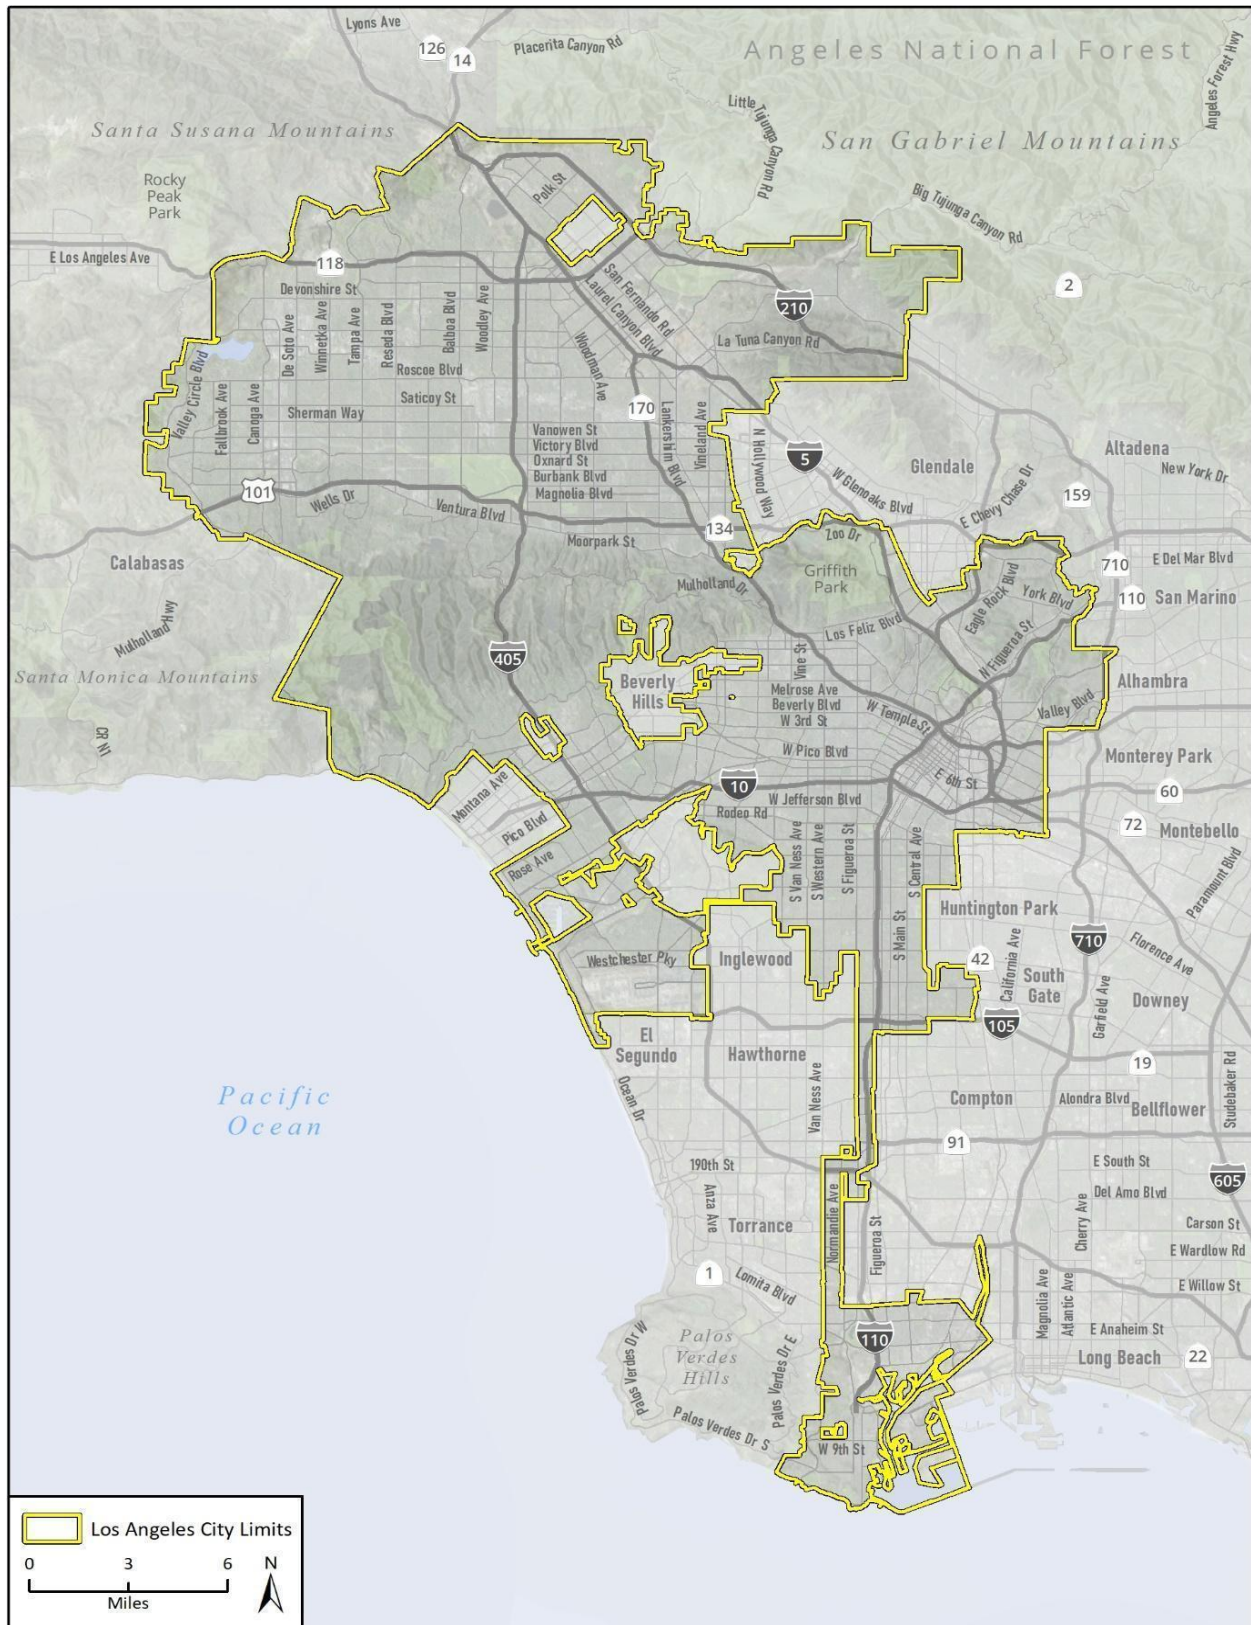 Lyons Ave
126
14
Placerita Canyon Rd
Angeles National Forest
Angeles Forest Hwy
Little Tujunga Canyon Rd
Santa Susana Mountains
San Gabriel Mountains
Rocky
Peak
Park
Polk St
Big Tujunga Canyon Rd
E Los Angeles Ave
118
Devonshire St
San Fernando Rd
Laurel Canyon Blvd
2
210
De Soto Ave
Winnetka Ave
Tampa Ave
Reseda Blvd
Balboa Blvd
Woodley Ave
Woodman Ave
La Tuna Canyon Rd
Valley Circle Blvd
Roscoe Blvd
Fallbrook Ave
Canoga Ave
Saticoy St
Sherman Way
170
Lankershim Blvd
Vineland Ave
Vanowen St
Victory Blvd
Oxnard St
Burbank Blvd
Magnolia Blvd
N Hollywood Way
5
Glendale
Altadena
New York Dr
W Glenoaks Blvd
E Chevy Chase Dr
159
101
Wells Dr
Ventura Blvd
134
Moorpark St
Zoo Dr
Calabasas
710
E Del Mar Blvd
Mulholland Dr
Griffith
Park
Eagle Rock Blvd
York Blvd
110
San Marino
Mulholland Hwy
Los Feliz Blvd
N Figueroa St
405
Vine St
Santa Monica Mountains
Beverly
Hills
Melrose Ave
Beverly Blvd
W 3rd St
W Temple St
Alhambra
Valley Blvd
CR N1
W Pico Blvd
Monterey Park
E 6th St
Montana Ave
10
W Jefferson Blvd
60
Rodeo Rd
Pico Blvd
72
Montebello
Rose Ave
S Van Ness Ave
S Western Ave
S Figueroa St
S Central Ave
Paramount Blvd
Huntington Park
S Main St
Westchester Pky
Inglewood
42
California Ave
710
Florence Ave
South
Gate
Garfield Ave
Downey
El
Segundo
Hawthorne
105
19
Studebaker Rd
Ocean Dr
Van Ness Ave
Compton
Alondra Blvd
Bellflower
Pacific
Ocean
91
190th St
E South St
605
Anza Ave
Del Amo Blvd
Torrance
Normandie Ave
Figueroa St
Cherry Ave
Carson St
E Wardlow Rd
1
Lomita Blvd
E Willow St
Magnolia Ave
Atlantic Ave
110
E Anaheim St
Palos
Verdes
Hills
Palos Verdes Dr W
Palos Verdes Dr E
Long Beach
22
Palos Verdes Dr S
W 9th St
Los Angeles City Limits
0 3 6
Miles
N